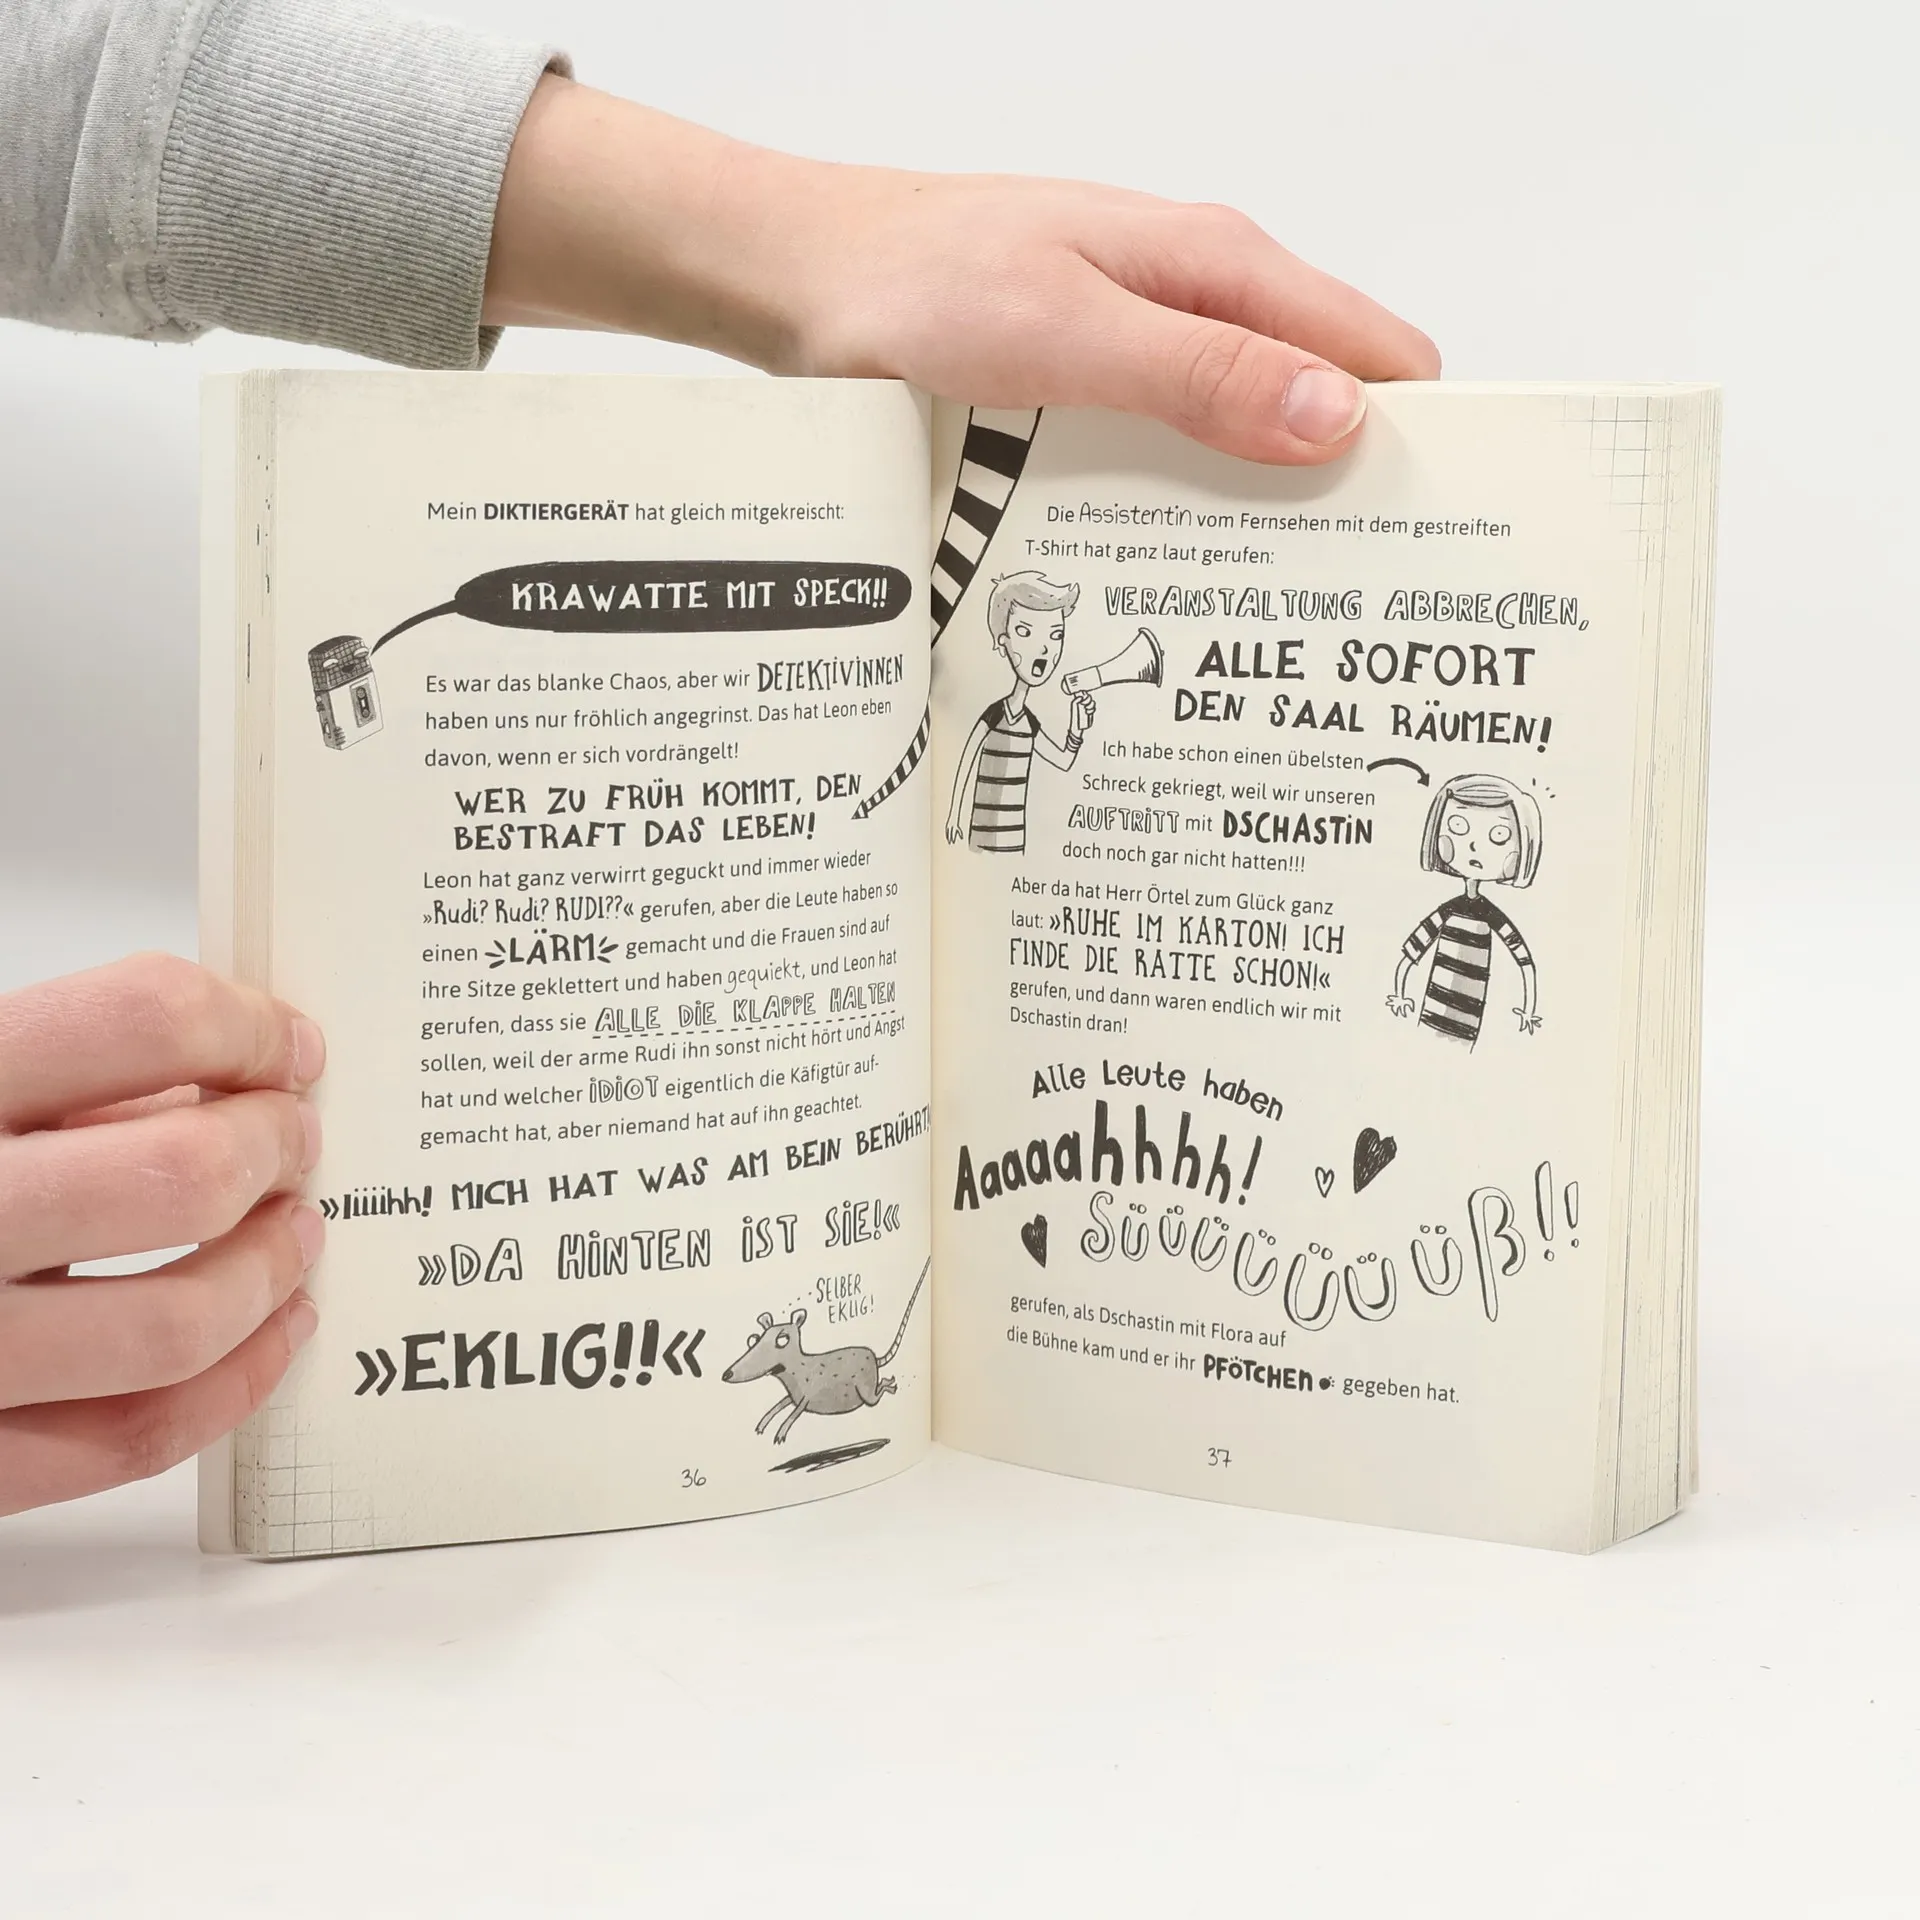 Mein DIKTIERGERÄT hat gleich mitgekreischt:
KRAWATTE MIT SPECK!!
Es war das blanke Chaos, aber wir DETEKTIVINNEN
haben uns nur fröhlich angegrinst. Das hat Leon eben
davon, wenn er sich vordrängelt!
WER ZU FRÜH KOMMT, DEN
BESTRAFT DAS LEBEN!
Leon hat ganz verwirrt geguckt und immer wieder
»Rudi? Rudi? RUDI??« gerufen, aber die Leute haben so
einen LÄRM gemacht und die Frauen sind auf
ihre Sitze geklettert und haben gequiekt, und Leon hat
gerufen, dass sie ALLE DIE KLAPPE HALTEN
sollen, weil der arme Rudi ihn sonst nicht hört und Angst
hat und welcher IDIOT eigentlich die Käfigtür auf-
gemacht hat, aber niemand hat auf ihn geachtet.
»Iiiiihh! MICH HAT WAS AM BEIN BERÜHRT!
»DA HINTEN IST SIE!«
SELBER
EKLIG!
»EKLIG!!«
36
Die Assistentin vom Fernsehen mit dem gestreiften
T-Shirt hat ganz laut gerufen:
VERANSTALTUNG ABBRECHEN,
ALLE SOFORT
DEN SAAL RÄUMEN!
Ich habe schon einen übelsten
Schreck gekriegt, weil wir unseren
AUFTRITT mit DSCHASTIN
doch noch gar nicht hatten!!!
Aber da hat Herr Örtel zum Glück ganz
laut: »RUHE IM KARTON! ICH
FINDE DIE RATTE SCHON!«
gerufen, und dann waren endlich wir mit
Dschastin dran!
Alle Leute haben
Aaaaahhhhh!
Süüüüüüüüß!!
gerufen, als Dschastin mit Flora auf
die Bühne kam und er ihr PFÖTCHEN gegeben hat.
37